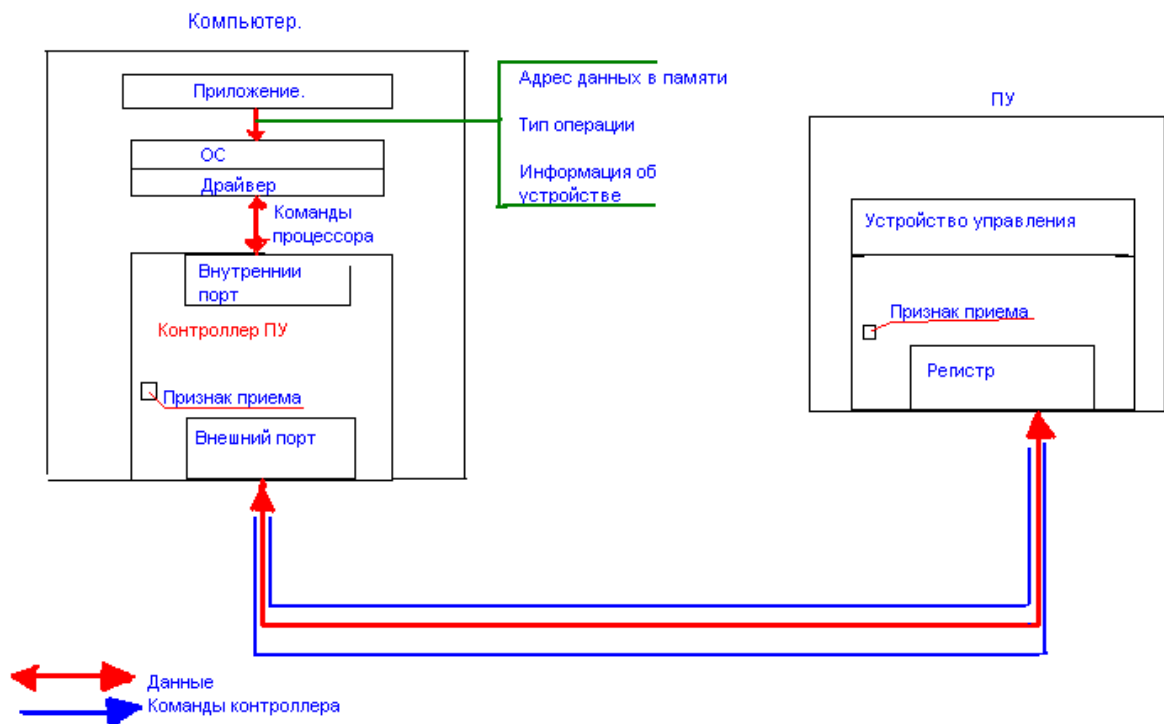 Компьютер.
Приложение.
ОС
Драйвер
Команды
процессора
Внутреннии
порт
Контроллер ПУ
Признак приема
Внешний порт
Адрес данных в памяти
Тип операции
Информация об
устройстве
ПУ
Устройство управления
Признак приема
Регистр
Данные
Команды контроллера